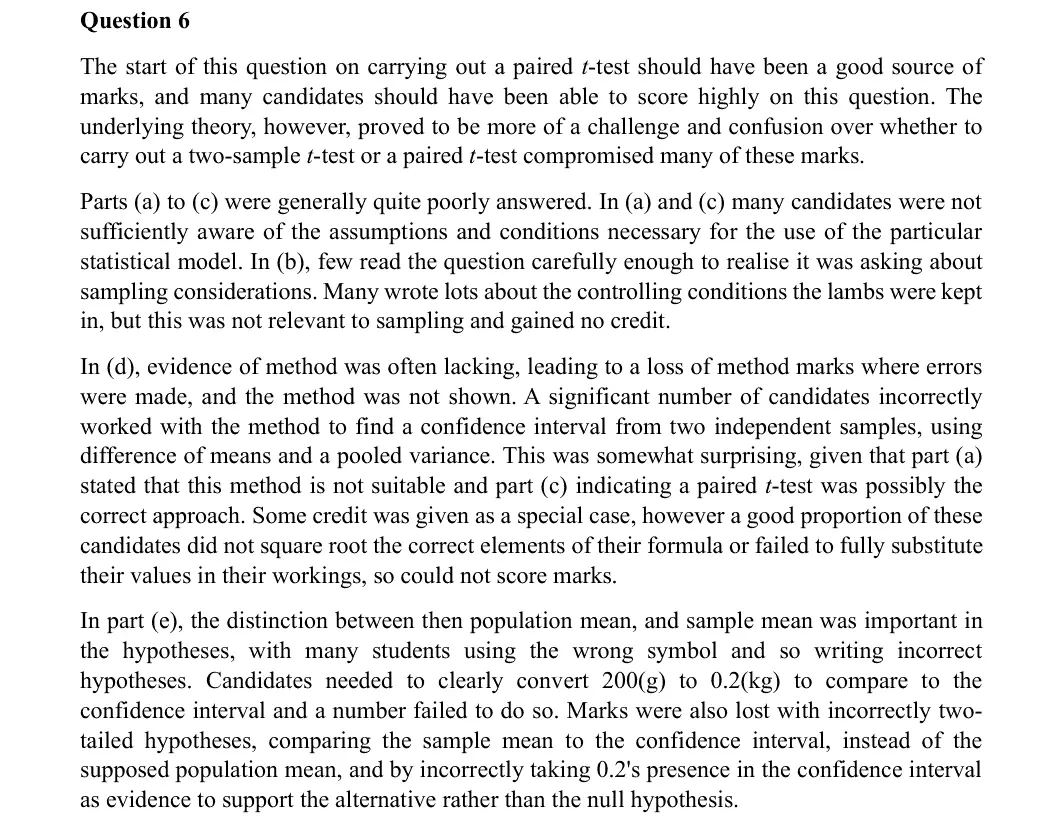 Question 6
The start of this question on carrying out a paired t-test should have been a good source of
marks, and many candidates should have been able to score highly on this question. The
underlying theory, however, proved to be more of a challenge and confusion over whether to
carry out a two-sample t-test or a paired t-test compromised many of these marks.
Parts (a) to (c) were generally quite poorly answered. In (a) and (c) many candidates were not
sufficiently aware of the assumptions and conditions necessary for the use of the particular
statistical model. In (b), few read the question carefully enough to realise it was asking about
sampling considerations. Many wrote lots about the controlling conditions the lambs were kept
in, but this was not relevant to sampling and gained no credit.
In (d), evidence of method was often lacking, leading to a loss of method marks where errors
were made, and the method was not shown. A significant number of candidates incorrectly
worked with the method to find a confidence interval from two independent samples, using
difference of means and a pooled variance. This was somewhat surprising, given that part (a)
stated that this method is not suitable and part (c) indicating a paired t-test was possibly the
correct approach. Some credit was given as a special case, however a good proportion of these
candidates did not square root the correct elements of their formula or failed to fully substitute
their values in their workings, so could not score marks.
In part (e), the distinction between then population mean, and sample mean was important in
the hypotheses, with many students using the wrong symbol and so writing incorrect
hypotheses. Candidates needed to clearly convert 200(g) to 0.2(kg) to compare to the
confidence interval and a number failed to do so. Marks were also lost with incorrectly two-
tailed hypotheses, comparing the sample mean to the confidence interval, instead of the
supposed population mean, and by incorrectly taking 0.2's presence in the confidence interval
as evidence to support the alternative rather than the null hypothesis.